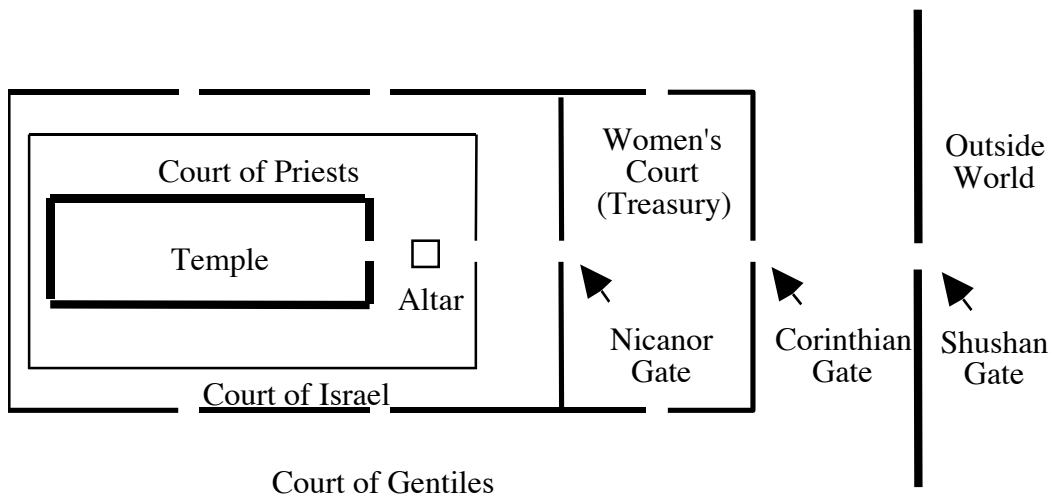 Women's
Court
(Treasury)
Outside
World
Court of Priests
Temple
Altar
Nicanor
Gate
Corinthian
Gate
Shushan
Gate
Court of Israel
Court of Gentiles